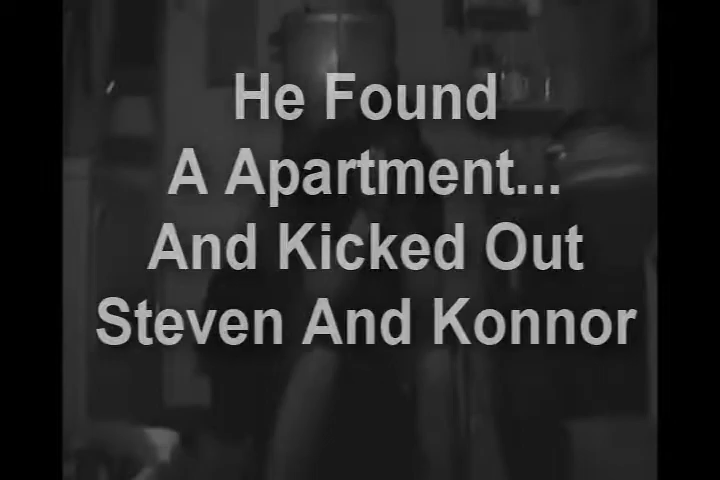 He Found
A Apartment...
And Kicked Out
Steven And Konnor